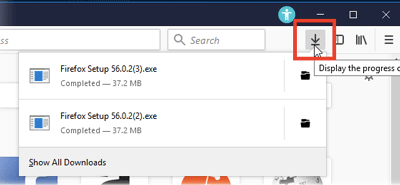 ess
Search
Display the progress o
Firefox Setup 56.0.2(3).exe
Completed — 37.2 MB
Firefox Setup 56.0.2(2).exe
Completed — 37.2 MB
Show All Downloads